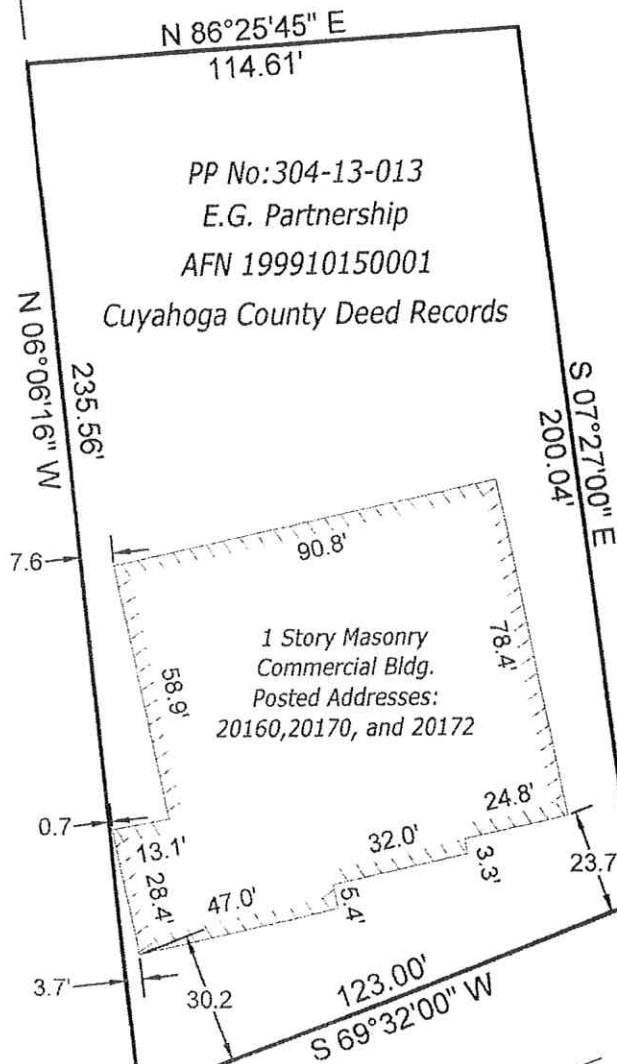 N 86°25'45" E
114.61'
PP No:304-13-013
E.G. Partnership
AFN 199910150001
Cuyahoga County Deed Records
N 06°06'16" W
235.56'
S 07°27'00" E
200.04'
7.6
90.8'
58.9'
78.4'
1 Story Masonry
Commercial Bldg.
Posted Addresses:
20160,20170, and 20172
0.7
13.1'
28.4'
47.0'
5.4'
32.0'
3.3'
24.8'
23.7
3.7'
30.2
123.00'
S 69°32'00" W